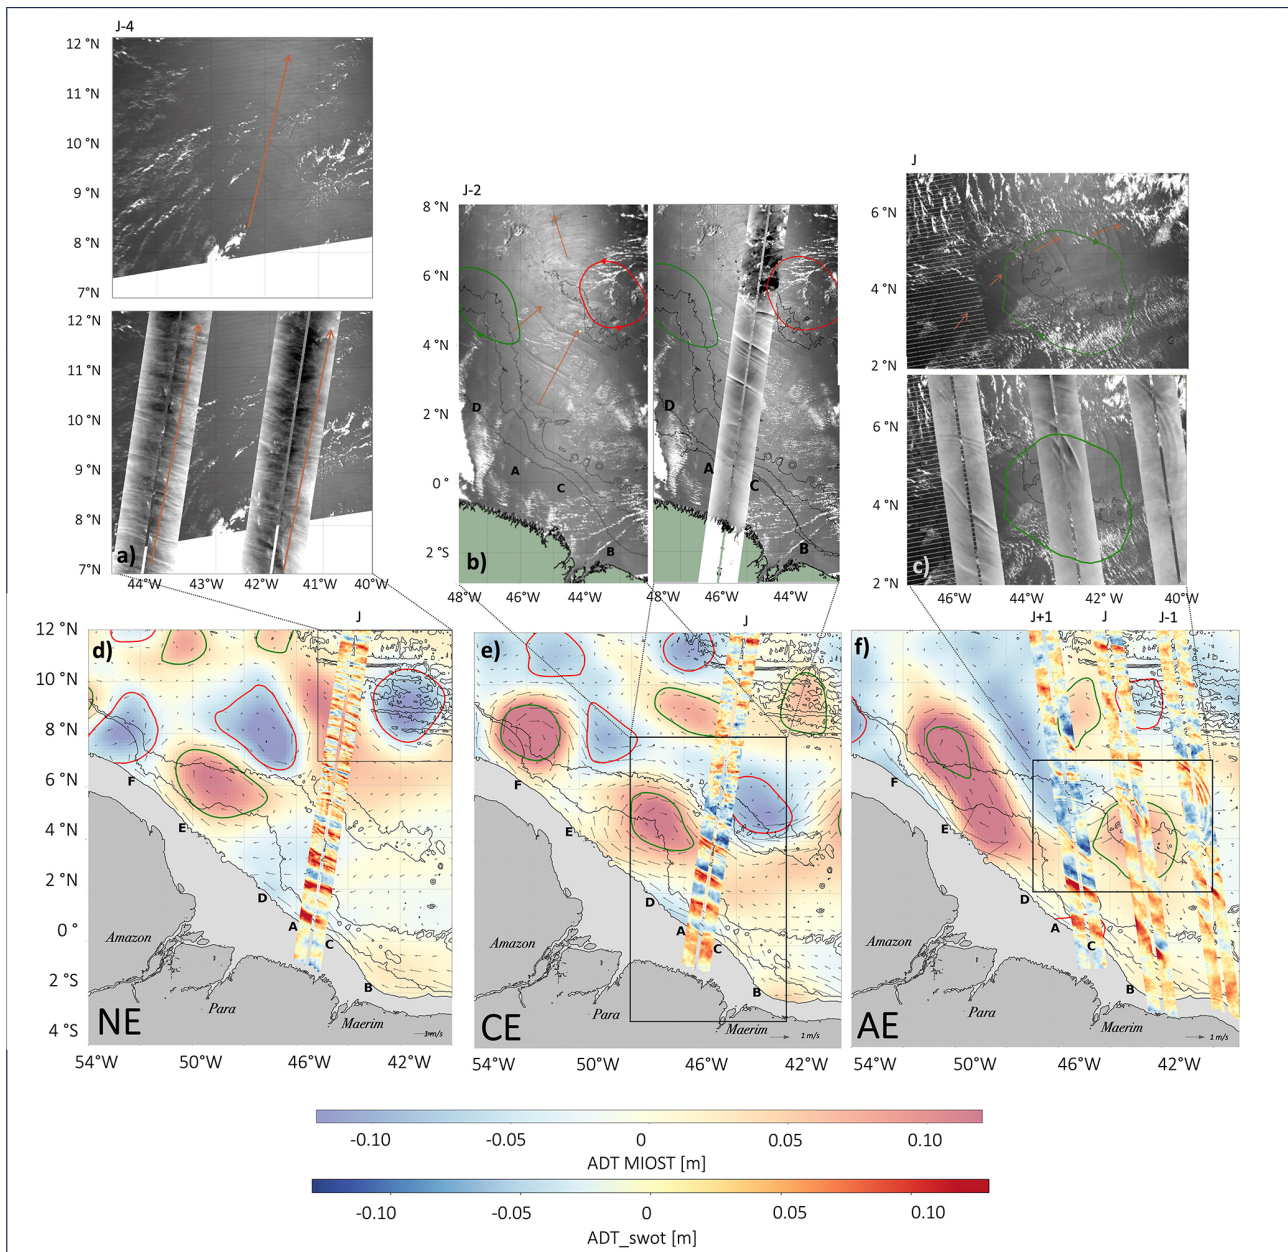 J-4
12 °N
11 °N
10 °N
9 °N
8 °N
7°N
12 °N
11 °N
10 °N
9 °N
8 °N
7°N
a)
44°W 43°W 42°W 41°W 40°W
J-2
8 °N
6 °N
4 °N
2 °N
0 °
2 °S
D
A
C
B
b)
D
A
C
B
48°W 46°W 44°W 48°W 46°W 44°W
J
6 °N
4 °N
2 °N
6 °N
4 °N
2 °N
c)
46°W 44°W 42°W 40°W
J
12 °N
10 °N
8 °N
6 °N
4 °N
2 °N
0 °
2 °S
4 °S
d)
F
E
D
A
C
B
Amazon
Para
Maerim
NE
1 m/s
54°W 50°W 46°W 42°W
J
e)
F
E
D
A
C
B
Amazon
Para
Maerim
CE
1 m/s
54°W 50°W 46°W 42°W
J+1 J J-1
f)
F
E
D
A
C
B
Amazon
Para
Maerim
AE
1 m/s
54°W 50°W 46°W 42°W
-0.10 -0.05 0 0.05 0.10
ADT MIOST [m]
-0.10 -0.05 0 0.05 0.10
ADT_swot [m]